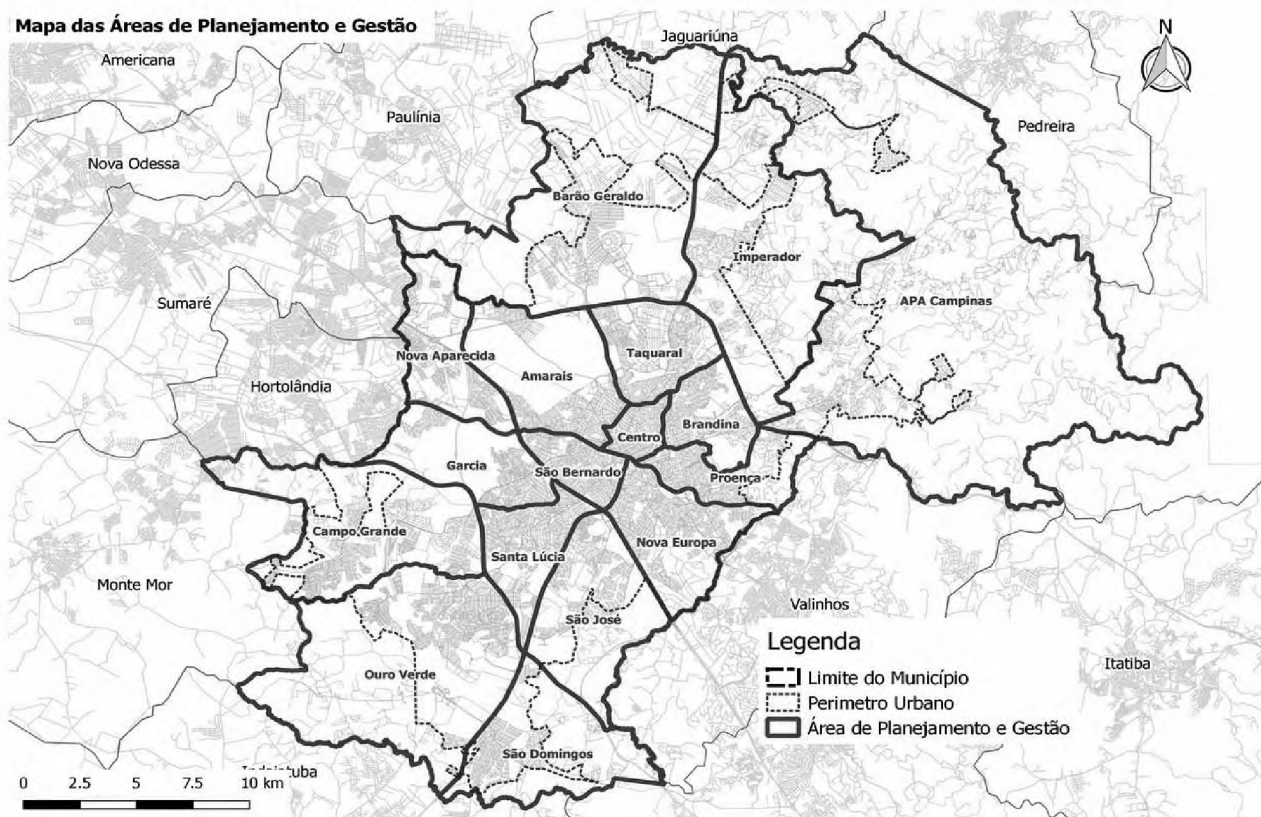 Mapa das Áreas de Planejamento e Gestão
Jaguariúna
N
Americana
Paulínia
Pedreira
Nova Odessa
Barão Geraldo
Imperador
Sumaré
APA Campinas
Nova Aparecida
Taquaral
Amarais
Hortolândia
Centro
Brandina
Garcia
São Bernardo
Proença
Campo Grande
Santa Lúcia
Nova Europa
Monte Mor
Valinhos
São José
Legenda
Itatiba
Ouro Verde
Limite do Município
Perimetro Urbano
Área de Planejamento e Gestão
São Domingos
0 2.5 5 7.5 10 km